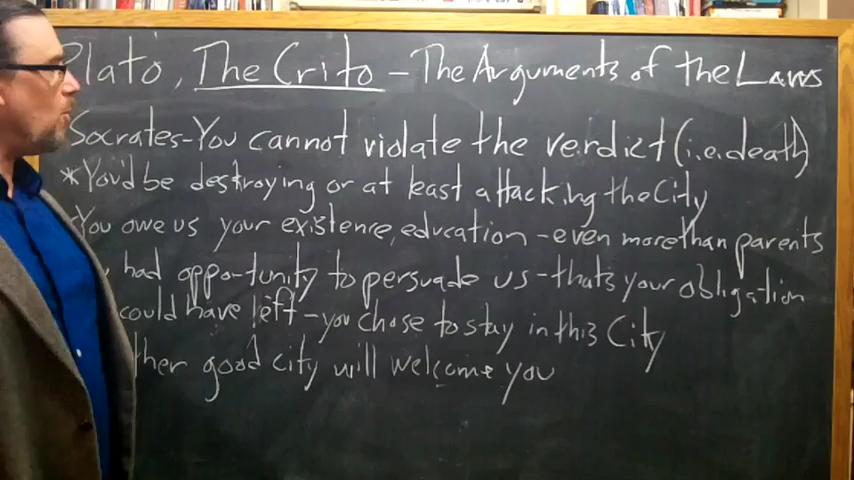 Plato, The Crito - The Arguments of the Laws
Socrates-You cannot violate the verdict (i.e. death)
*You'd be destroying or at least attacking the City
You owe us your existence, education - even more than parents
had opportunity to persuade us - thats your obligation
could have left - you chose to stay in this City
ther good city will welcome you